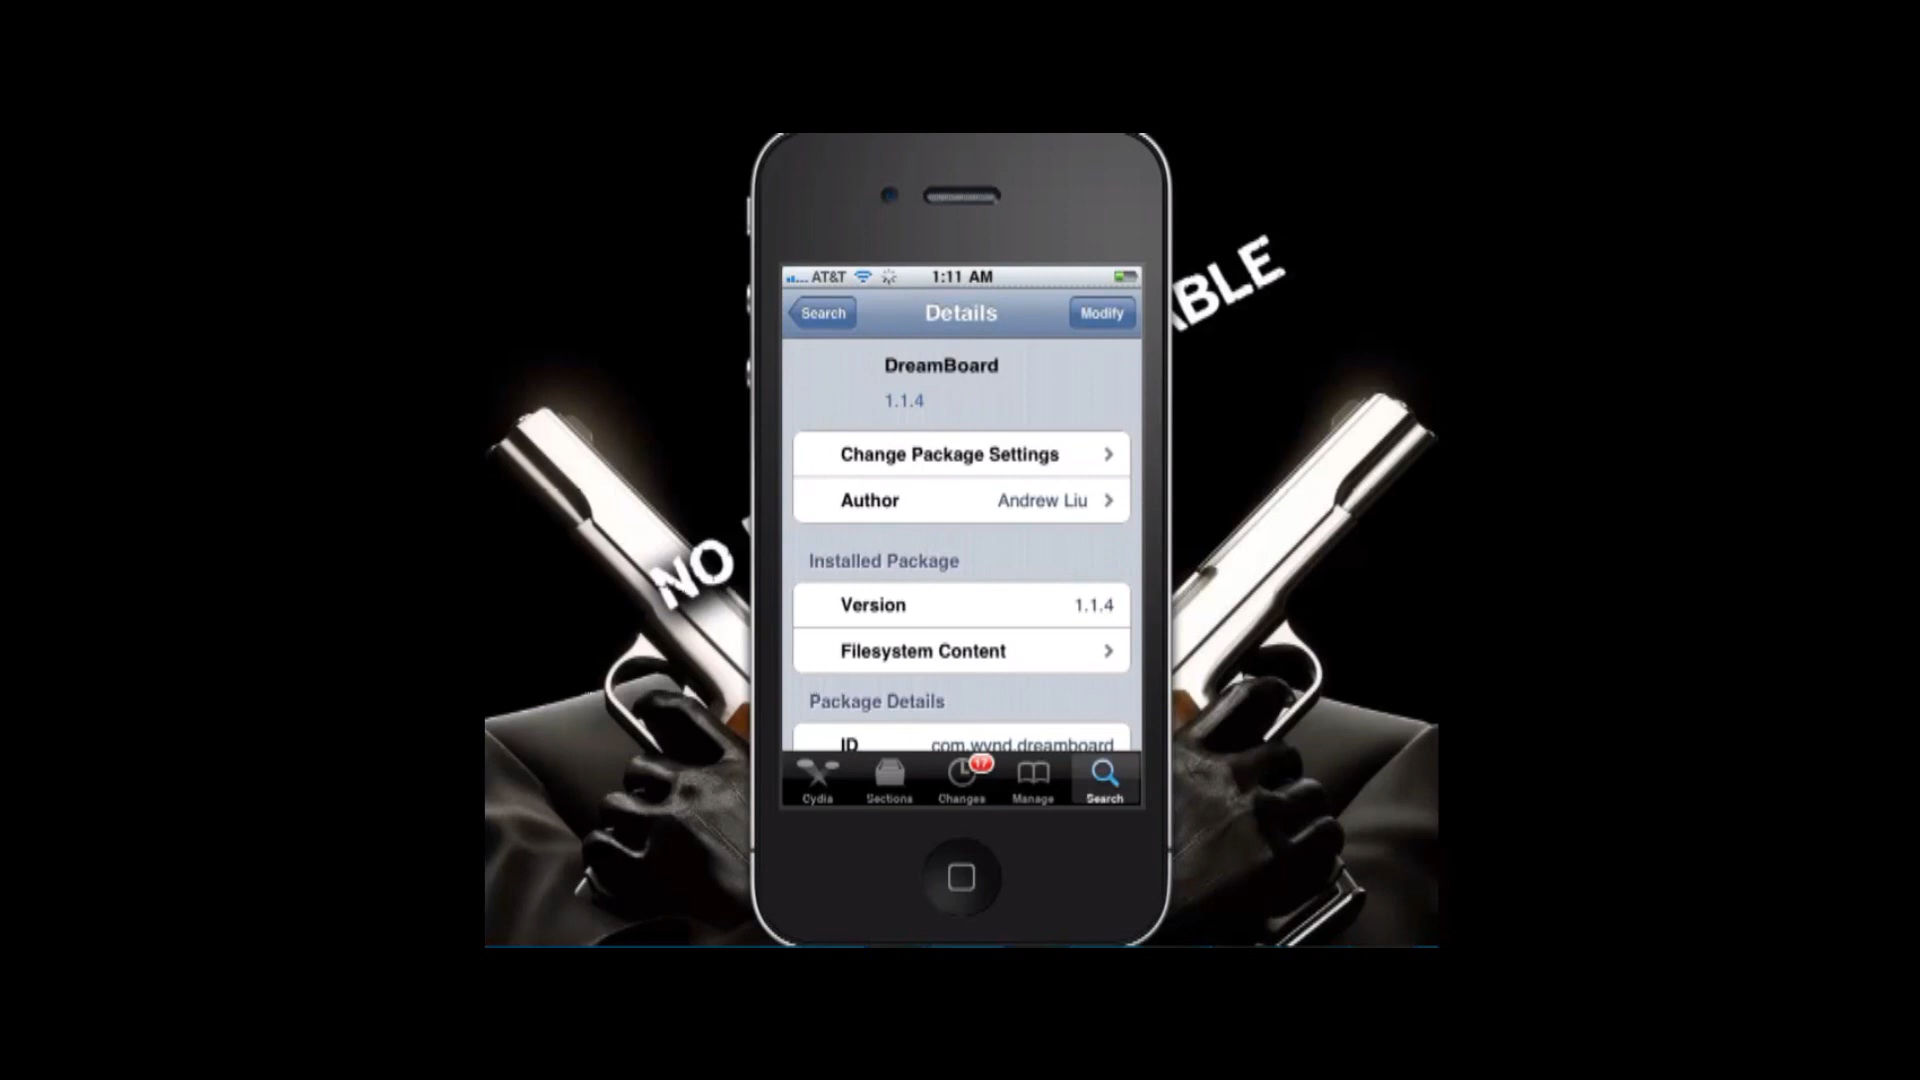 AT&T 1:11 AM
Search Details Modify
DreamBoard
1.1.4
Change Package Settings
Author Andrew Liu
Installed Package
Version 1.1.4
Filesystem Content
Package Details
ID com.wynd.dreamboard
17
Cydia Sections Changes Manage Search
NO
ABLE